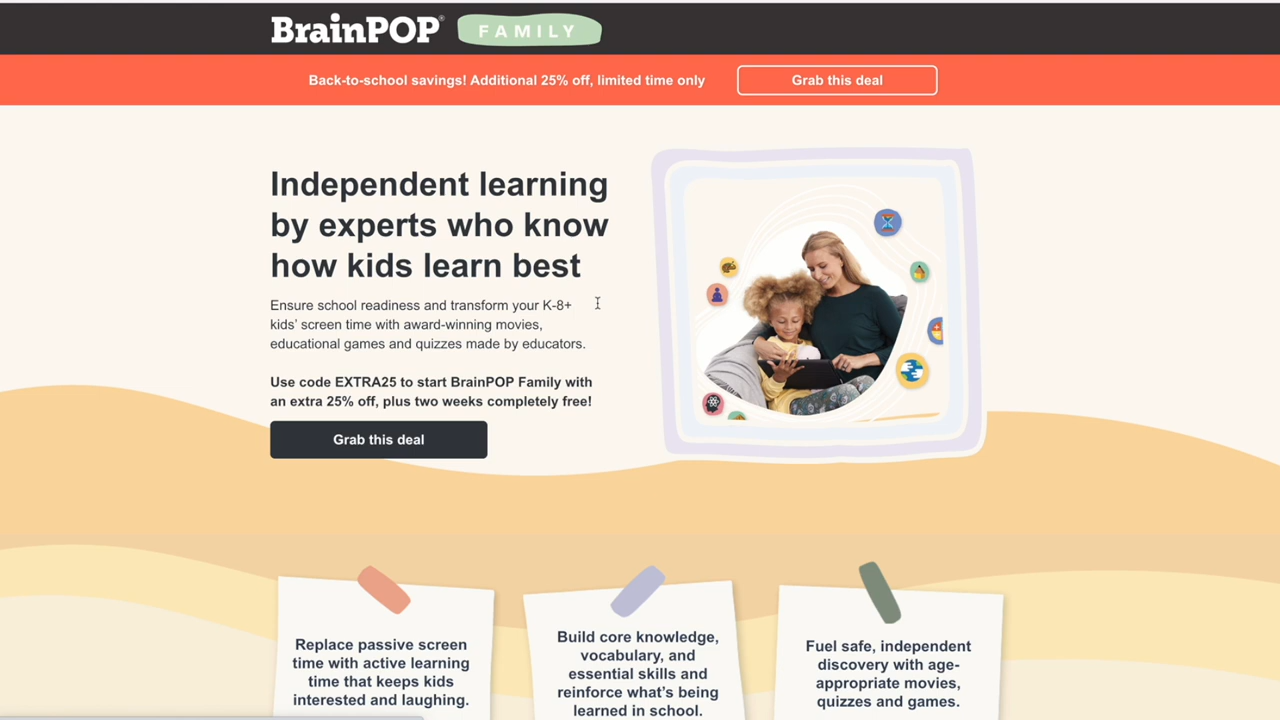 BrainPOP® FAMILY
Back-to-school savings! Additional 25% off, limited time only
Grab this deal
Independent learning
by experts who know
how kids learn best
Ensure school readiness and transform your K-8+
kids’ screen time with award-winning movies,
educational games and quizzes made by educators.
Use code EXTRA25 to start BrainPOP Family with
an extra 25% off, plus two weeks completely free!
Grab this deal
Replace passive screen
time with active learning
time that keeps kids
interested and laughing.
Build core knowledge,
vocabulary, and
essential skills and
reinforce what’s being
learned in school.
Fuel safe, independent
discovery with age-
appropriate movies,
quizzes and games.